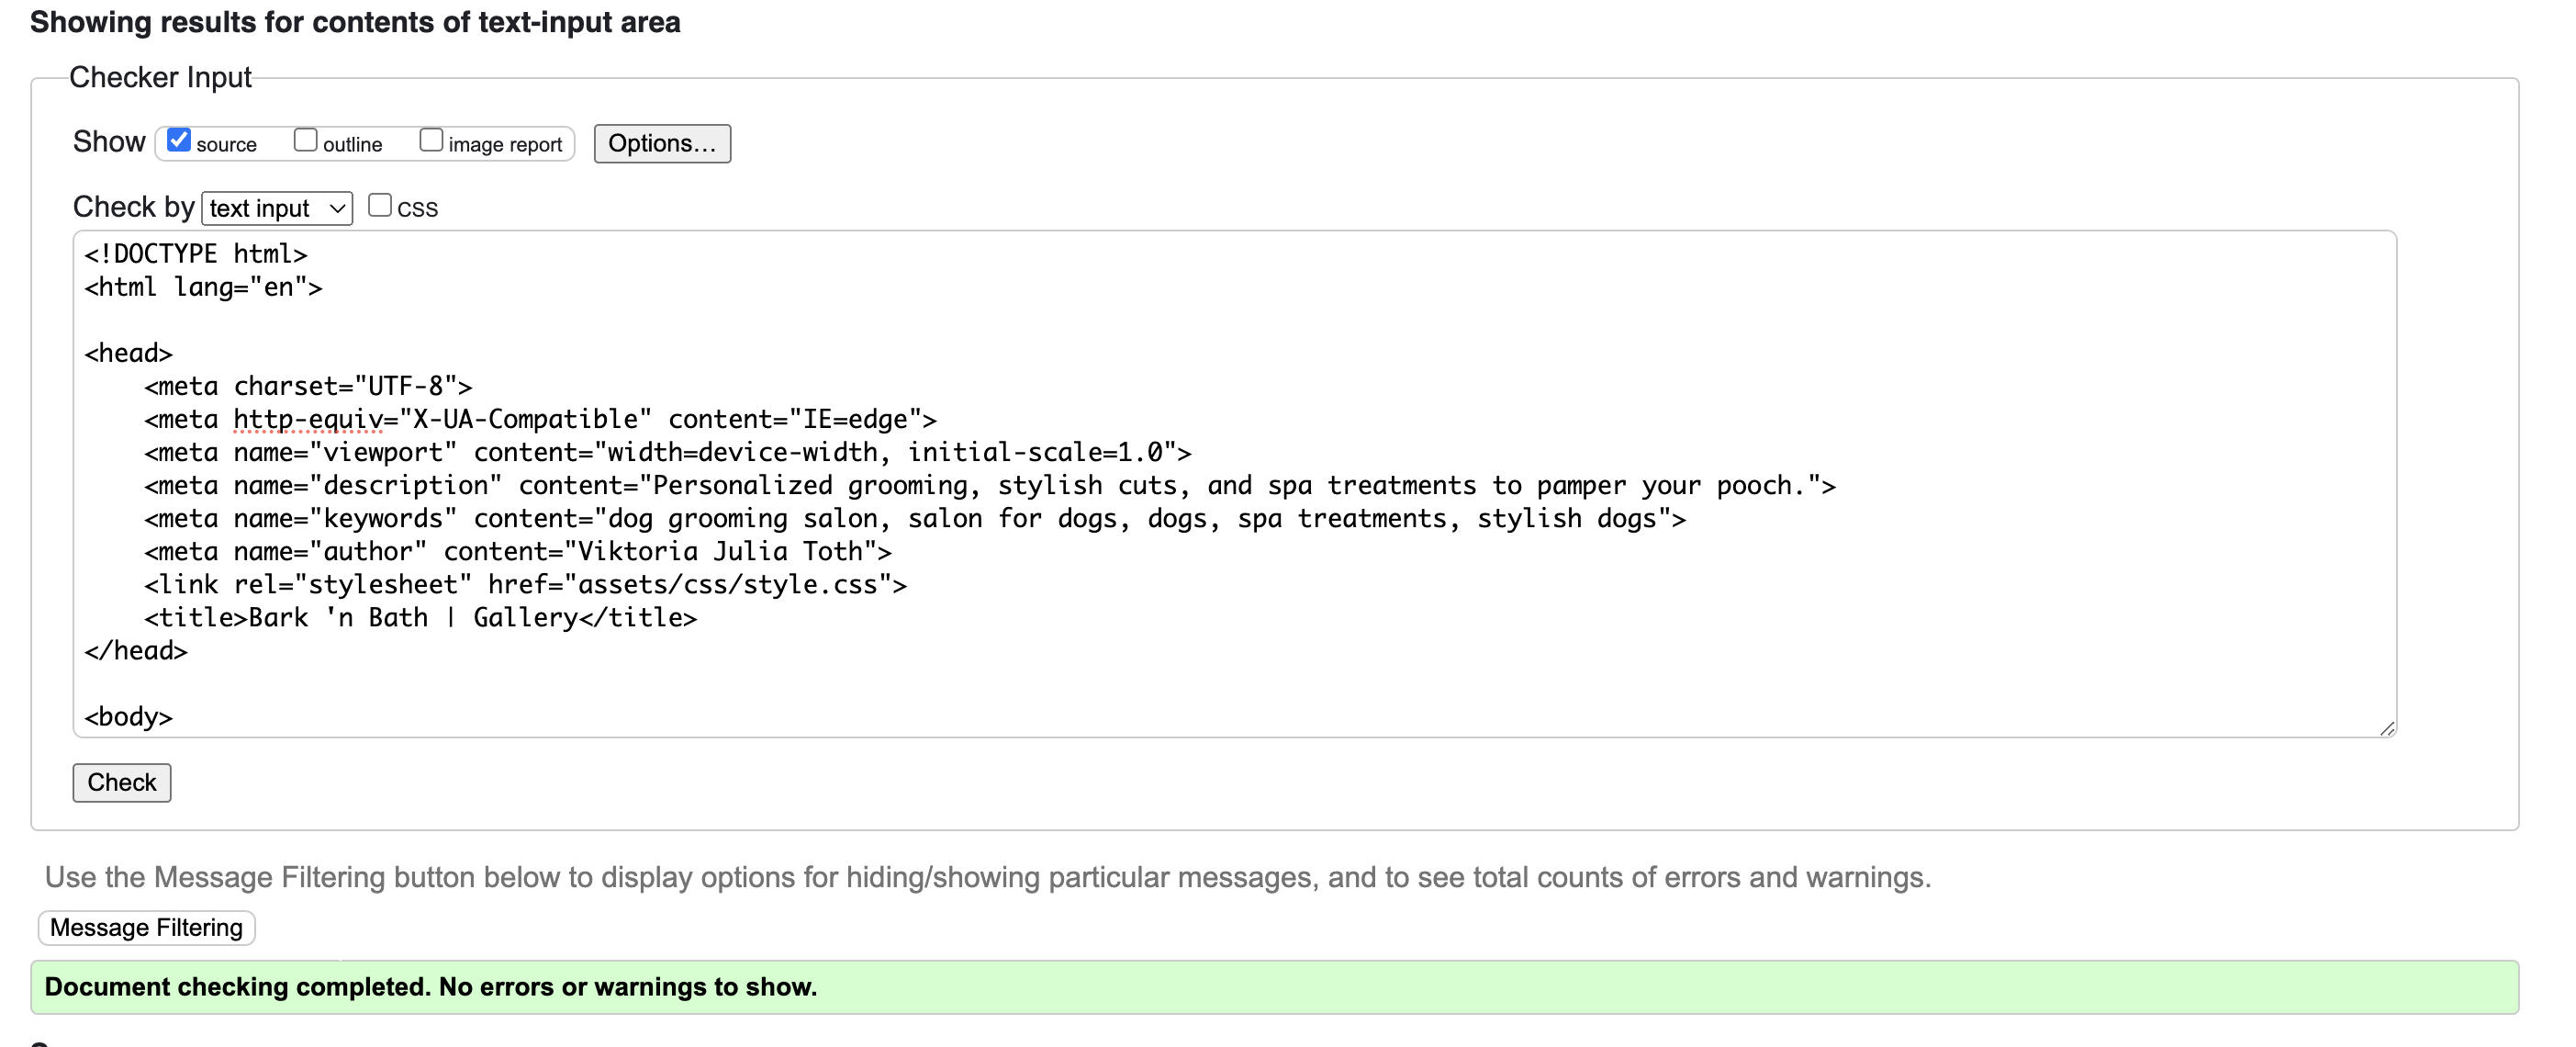 Showing results for contents of text-input area
Checker Input
Show source outline image report Options...
Check by text input CSS
<!DOCTYPE html>
<html lang="en">
<head>
<meta charset="UTF-8">
<meta http-equiv="X-UA-Compatible" content="IE=edge">
<meta name="viewport" content="width=device-width, initial-scale=1.0">
<meta name="description" content="Personalized grooming, stylish cuts, and spa treatments to pamper your pooch.">
<meta name="keywords" content="dog grooming salon, salon for dogs, dogs, spa treatments, stylish dogs">
<meta name="author" content="Viktoria Julia Toth">
<link rel="stylesheet" href="assets/css/style.css">
<title>Bark 'n Bath | Gallery</title>
</head>
<body>
Check
Use the Message Filtering button below to display options for hiding/showing particular messages, and to see total counts of errors and warnings.
Message Filtering
Document checking completed. No errors or warnings to show.